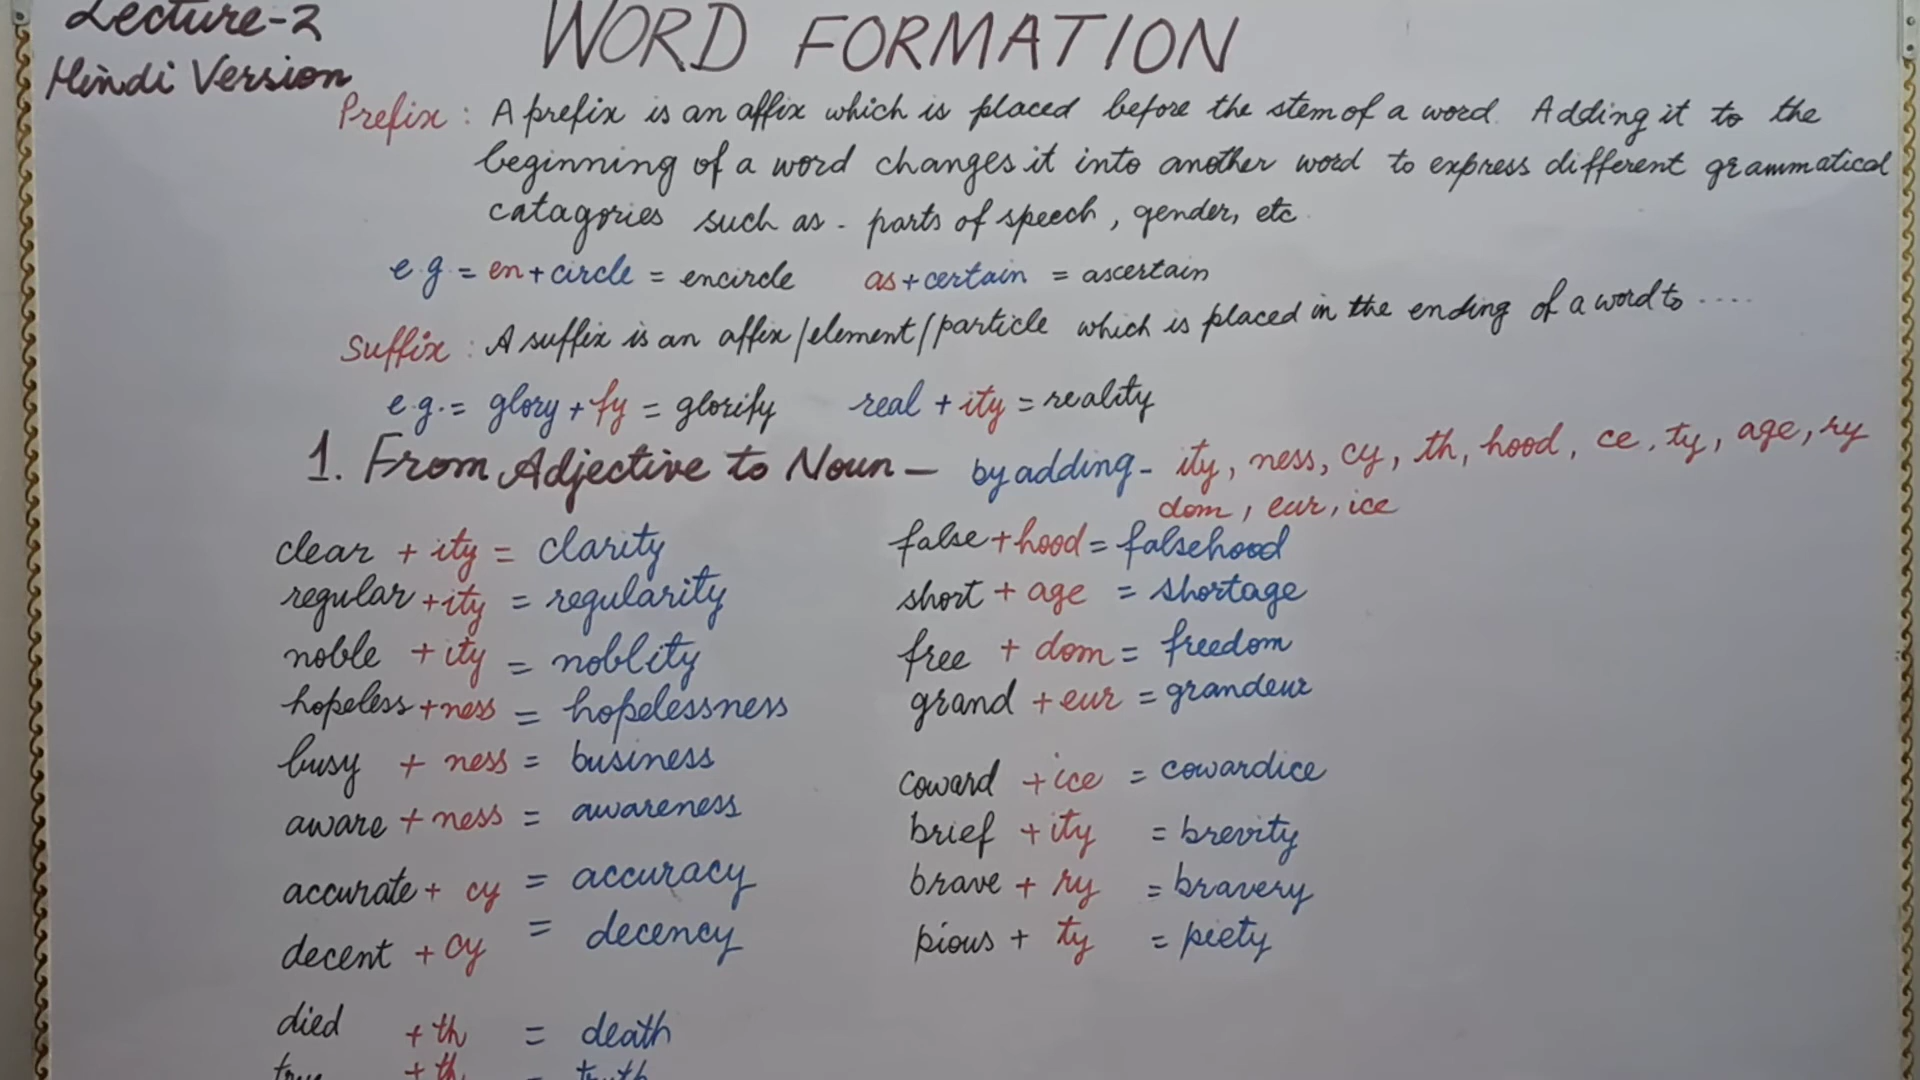 Lecture-2
WORD FORMATION
Hindi Version
Prefix : A prefix is an affix which is placed before the stem of a word. Adding it to the
beginning of a word changes it into another word to express different grammatical
catagories such as - parts of speech, gender, etc
e.g = en + circle = encircle as + certain = ascertain
Suffix : A suffix is an affix/element/particle which is placed in the ending of a word to ....
e.g. = glory + fy = glorify real + ity = reality
1. From Adjective to Noun — by adding - ity, ness, cy, th, hood, ce, ty, age, ry
dom, eur, ice
clear + ity = clarity
regular + ity = regularity
noble + ity = noblity
hopeless + ness = hopelessness
busy + ness = business
aware + ness = awareness
accurate + cy = accuracy
decent + cy = decency
died + th = death
true + th = truth
false + hood = falsehood
short + age = shortage
free + dom = freedom
grand + eur = grandeur
coward + ice = cowardice
brief + ity = brevity
brave + ry = bravery
pious + ty = piety